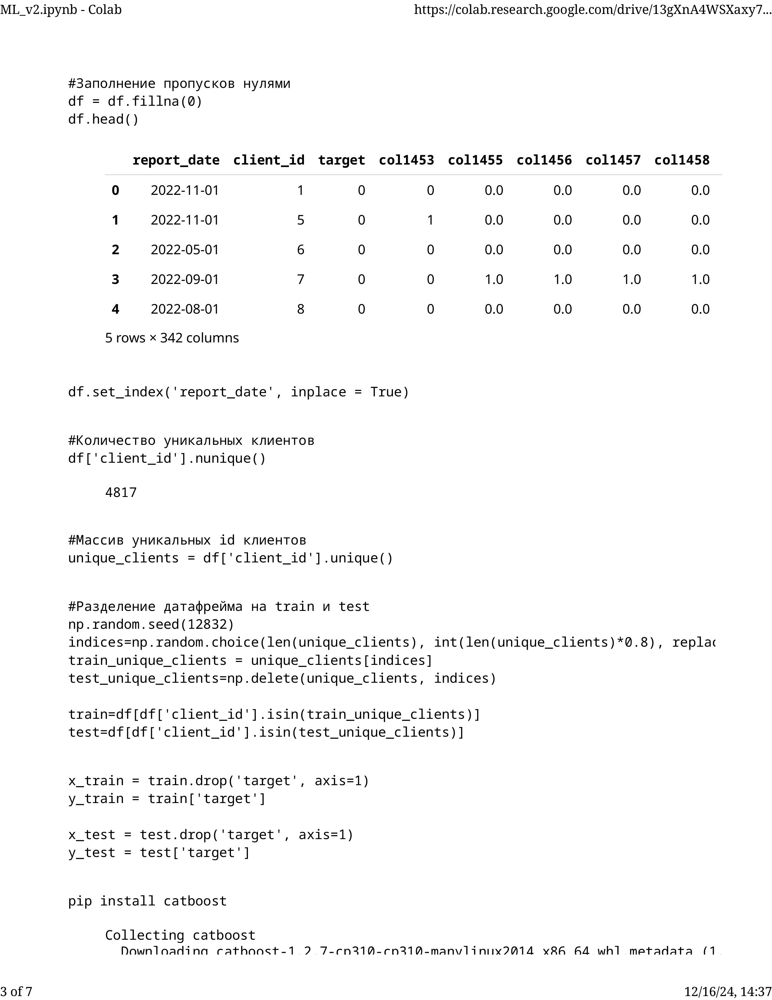 ML_v2.ipynb - Colab
https://colab.research.google.com/drive/13gXnA4WSXaxy7...
#Заполнение пропусков нулями
df = df.fillna(0)
df.head()
report_date client_id target col1453 col1455 col1456 col1457 col1458
0 2022-11-01 1 0 0 0.0 0.0 0.0 0.0
1 2022-11-01 5 0 1 0.0 0.0 0.0 0.0
2 2022-05-01 6 0 0 0.0 0.0 0.0 0.0
3 2022-09-01 7 0 0 1.0 1.0 1.0 1.0
4 2022-08-01 8 0 0 0.0 0.0 0.0 0.0
5 rows × 342 columns
df.set_index('report_date', inplace = True)
#Количество уникальных клиентов
df['client_id'].nunique()
4817
#Массив уникальных id клиентов
unique_clients = df['client_id'].unique()
#Разделение датафрейма на train и test
np.random.seed(12832)
indices=np.random.choice(len(unique_clients), int(len(unique_clients)*0.8), replac
train_unique_clients = unique_clients[indices]
test_unique_clients=np.delete(unique_clients, indices)
train=df[df['client_id'].isin(train_unique_clients)]
test=df[df['client_id'].isin(test_unique_clients)]
x_train = train.drop('target', axis=1)
y_train = train['target']
x_test = test.drop('target', axis=1)
y_test = test['target']
pip install catboost
Collecting catboost
Downloading catboost-1.2.7-cp310-cp310-manylinux2014_x86_64.whl.metadata (1.
3 of 7
12/16/24, 14:37